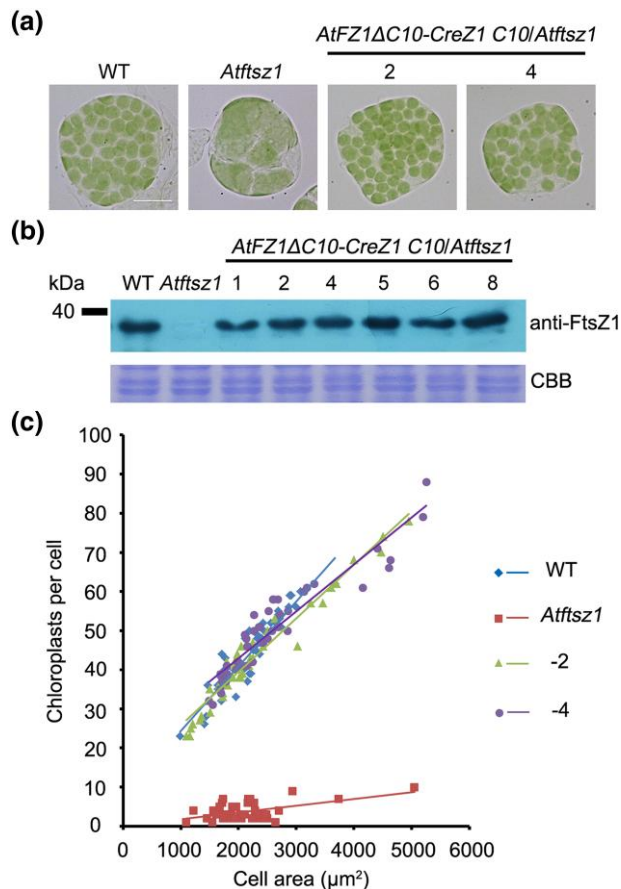 (a)
AtFZ1ΔC10-CreZ1 C10/Atftsz1
WT Atftsz1 2 4
(b)
AtFZ1ΔC10-CreZ1 C10/Atftsz1
kDa WT Atftsz1 1 2 4 5 6 8
40
anti-FtsZ1
CBB
(c)
100
90
80
70
60
50
40
30
20
10
0
Chloroplasts per cell
WT
Atftsz1
-2
-4
0 1000 2000 3000 4000 5000 6000
Cell area (µm²)